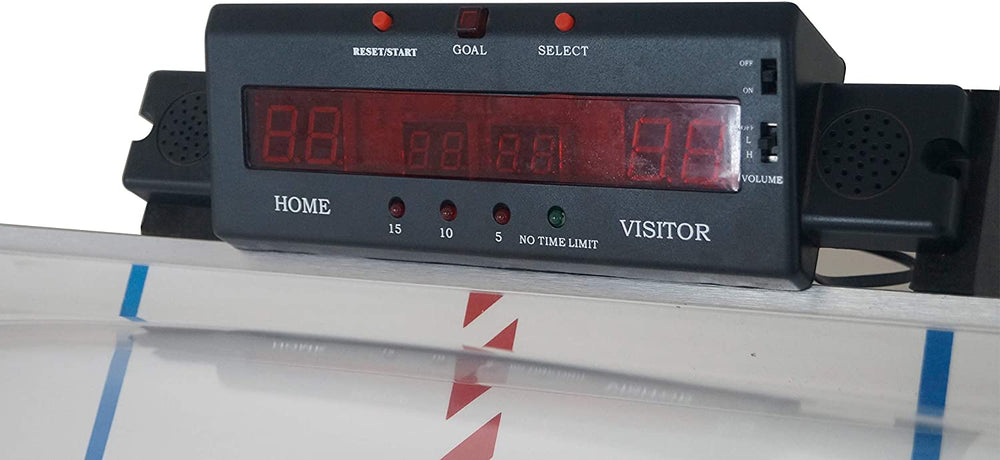 RESET/START
GOAL
SELECT
OFF
ON
OFF
L
H
VOLUME
HOME
VISITOR
15
10
5
NO TIME LIMIT